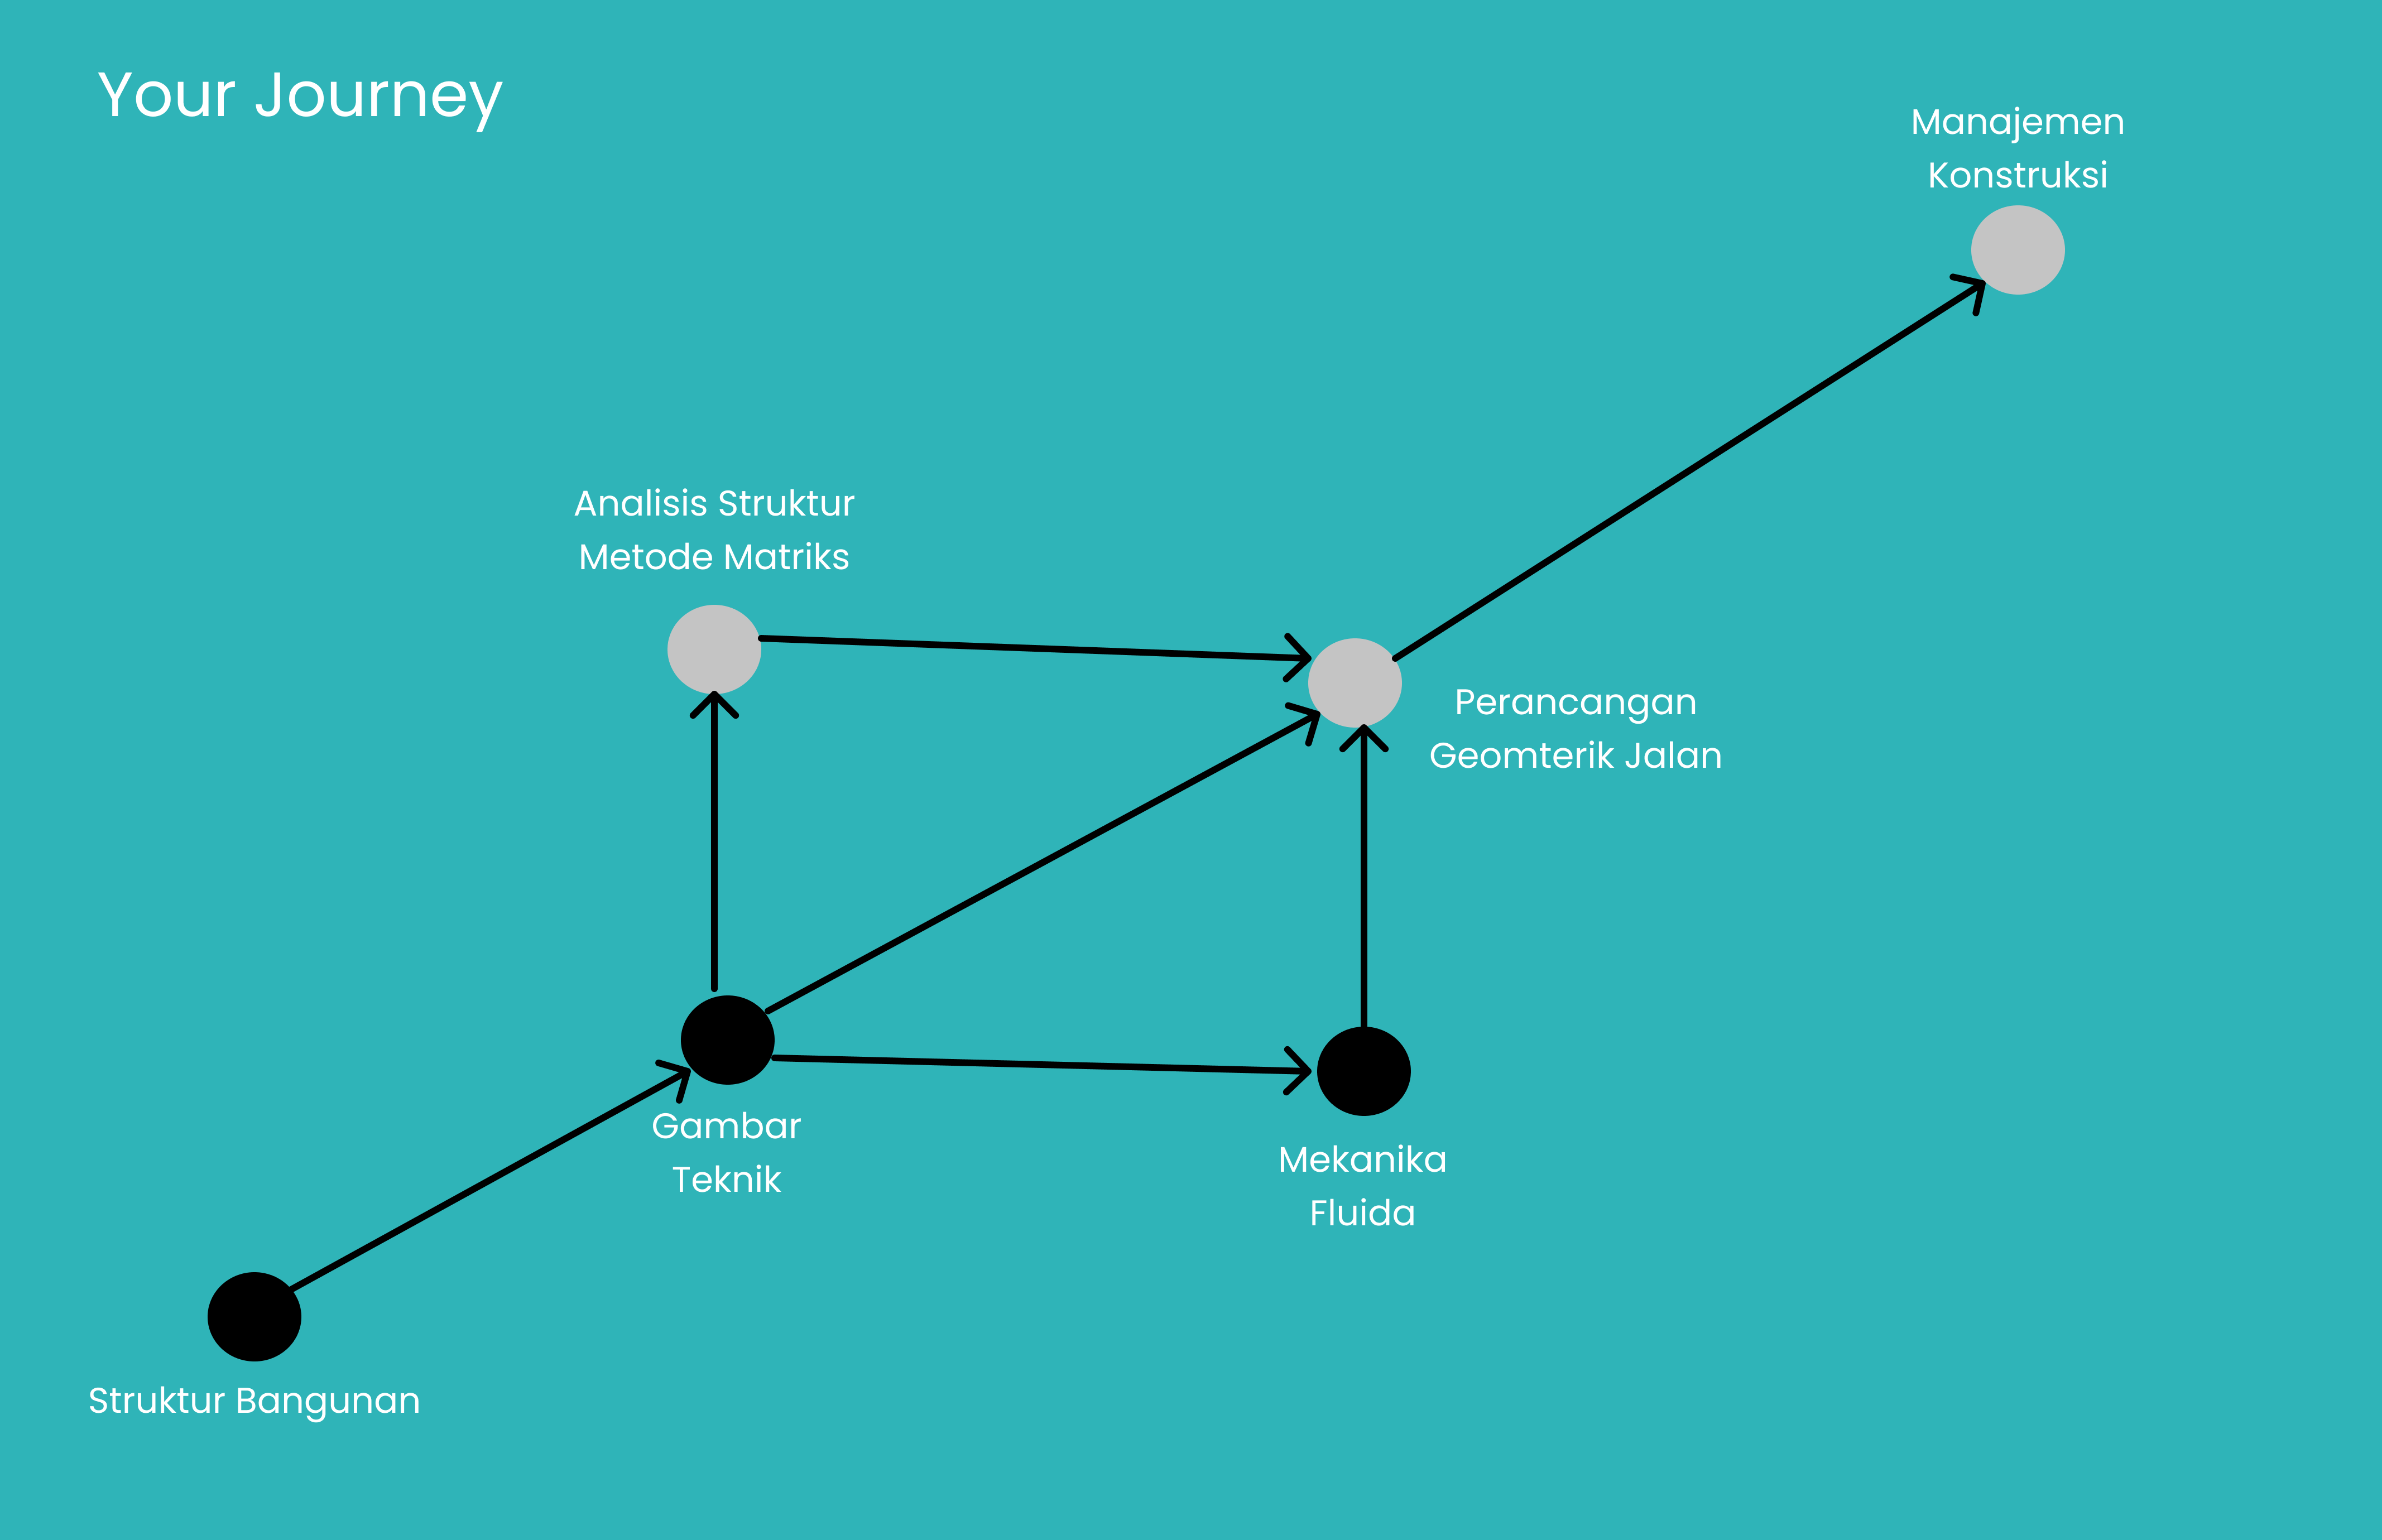 Your Journey
Manajemen
Konstruksi
Analisis Struktur
Metode Matriks
Perancangan
Geomterik Jalan
Gambar
Teknik
Mekanika
Fluida
Struktur Bangunan